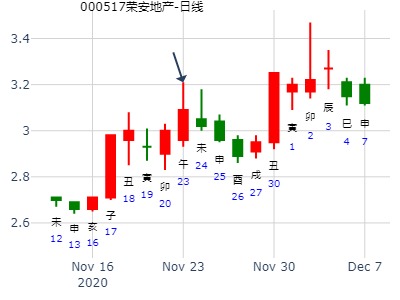 000517荣安地产-日线
3.4
3.2
3
2.8
2.6
未
12
申
13
亥
16
子
17
丑
18
寅
19
卯
20
午
23
未
24
申
25
酉
26
戌
27
丑
30
寅
1
卯
2
辰
3
巳
4
申
7
Nov 16
2020
Nov 23
Nov 30
Dec 7